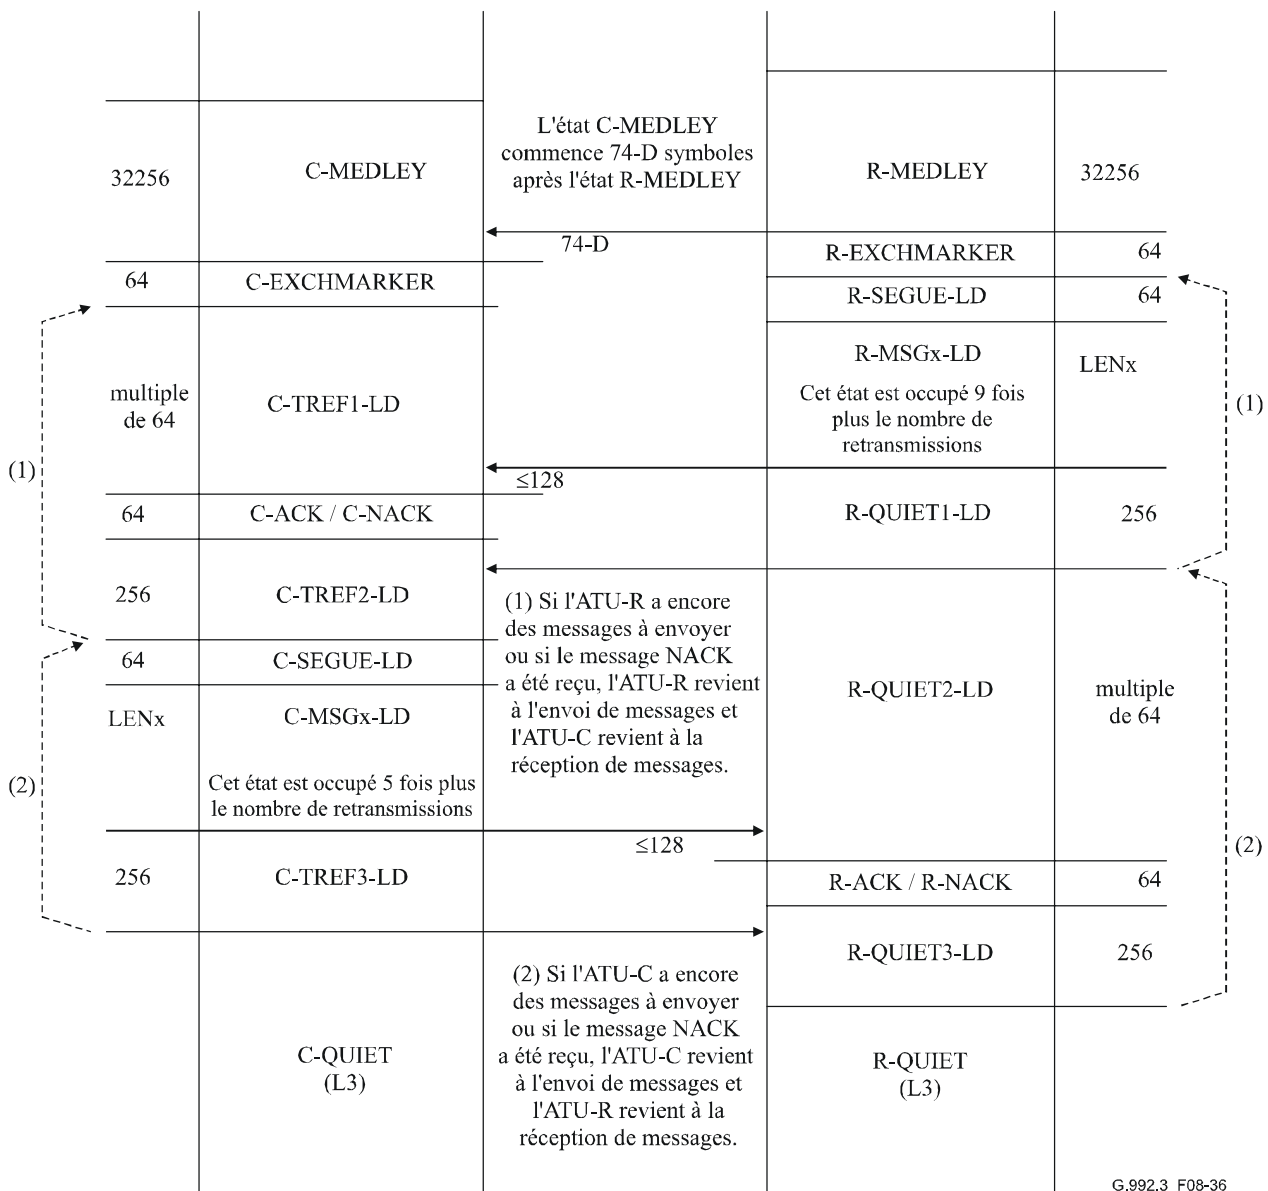 L'état C-MEDLEY
commence 74-D symboles
après l'état R-MEDLEY
32256
C-MEDLEY
R-MEDLEY
32256
74-D
R-EXCHMARKER
64
64
C-EXCHMARKER
R-SEGUE-LD
64
R-MSGx-LD
LENx
multiple
de 64
C-TREF1-LD
Cet état est occupé 9 fois
plus le nombre de
retransmissions
(1)
(1)
≤128
64
C-ACK / C-NACK
R-QUIET1-LD
256
256
C-TREF2-LD
(1) Si l'ATU-R a encore
des messages à envoyer
ou si le message NACK
a été reçu, l'ATU-R revient
à l'envoi de messages et
l'ATU-C revient à la
réception de messages.
64
C-SEGUE-LD
R-QUIET2-LD
multiple
de 64
LENx
C-MSGx-LD
(2)
Cet état est occupé 5 fois plus
le nombre de retransmissions
≤128
(2)
256
C-TREF3-LD
R-ACK / R-NACK
64
R-QUIET3-LD
256
(2) Si l'ATU-C a encore
des messages à envoyer
ou si le message NACK
a été reçu, l'ATU-C revient
à l'envoi de messages et
l'ATU-R revient à la
réception de messages.
C-QUIET
(L3)
R-QUIET
(L3)
G.992.3_F08-36